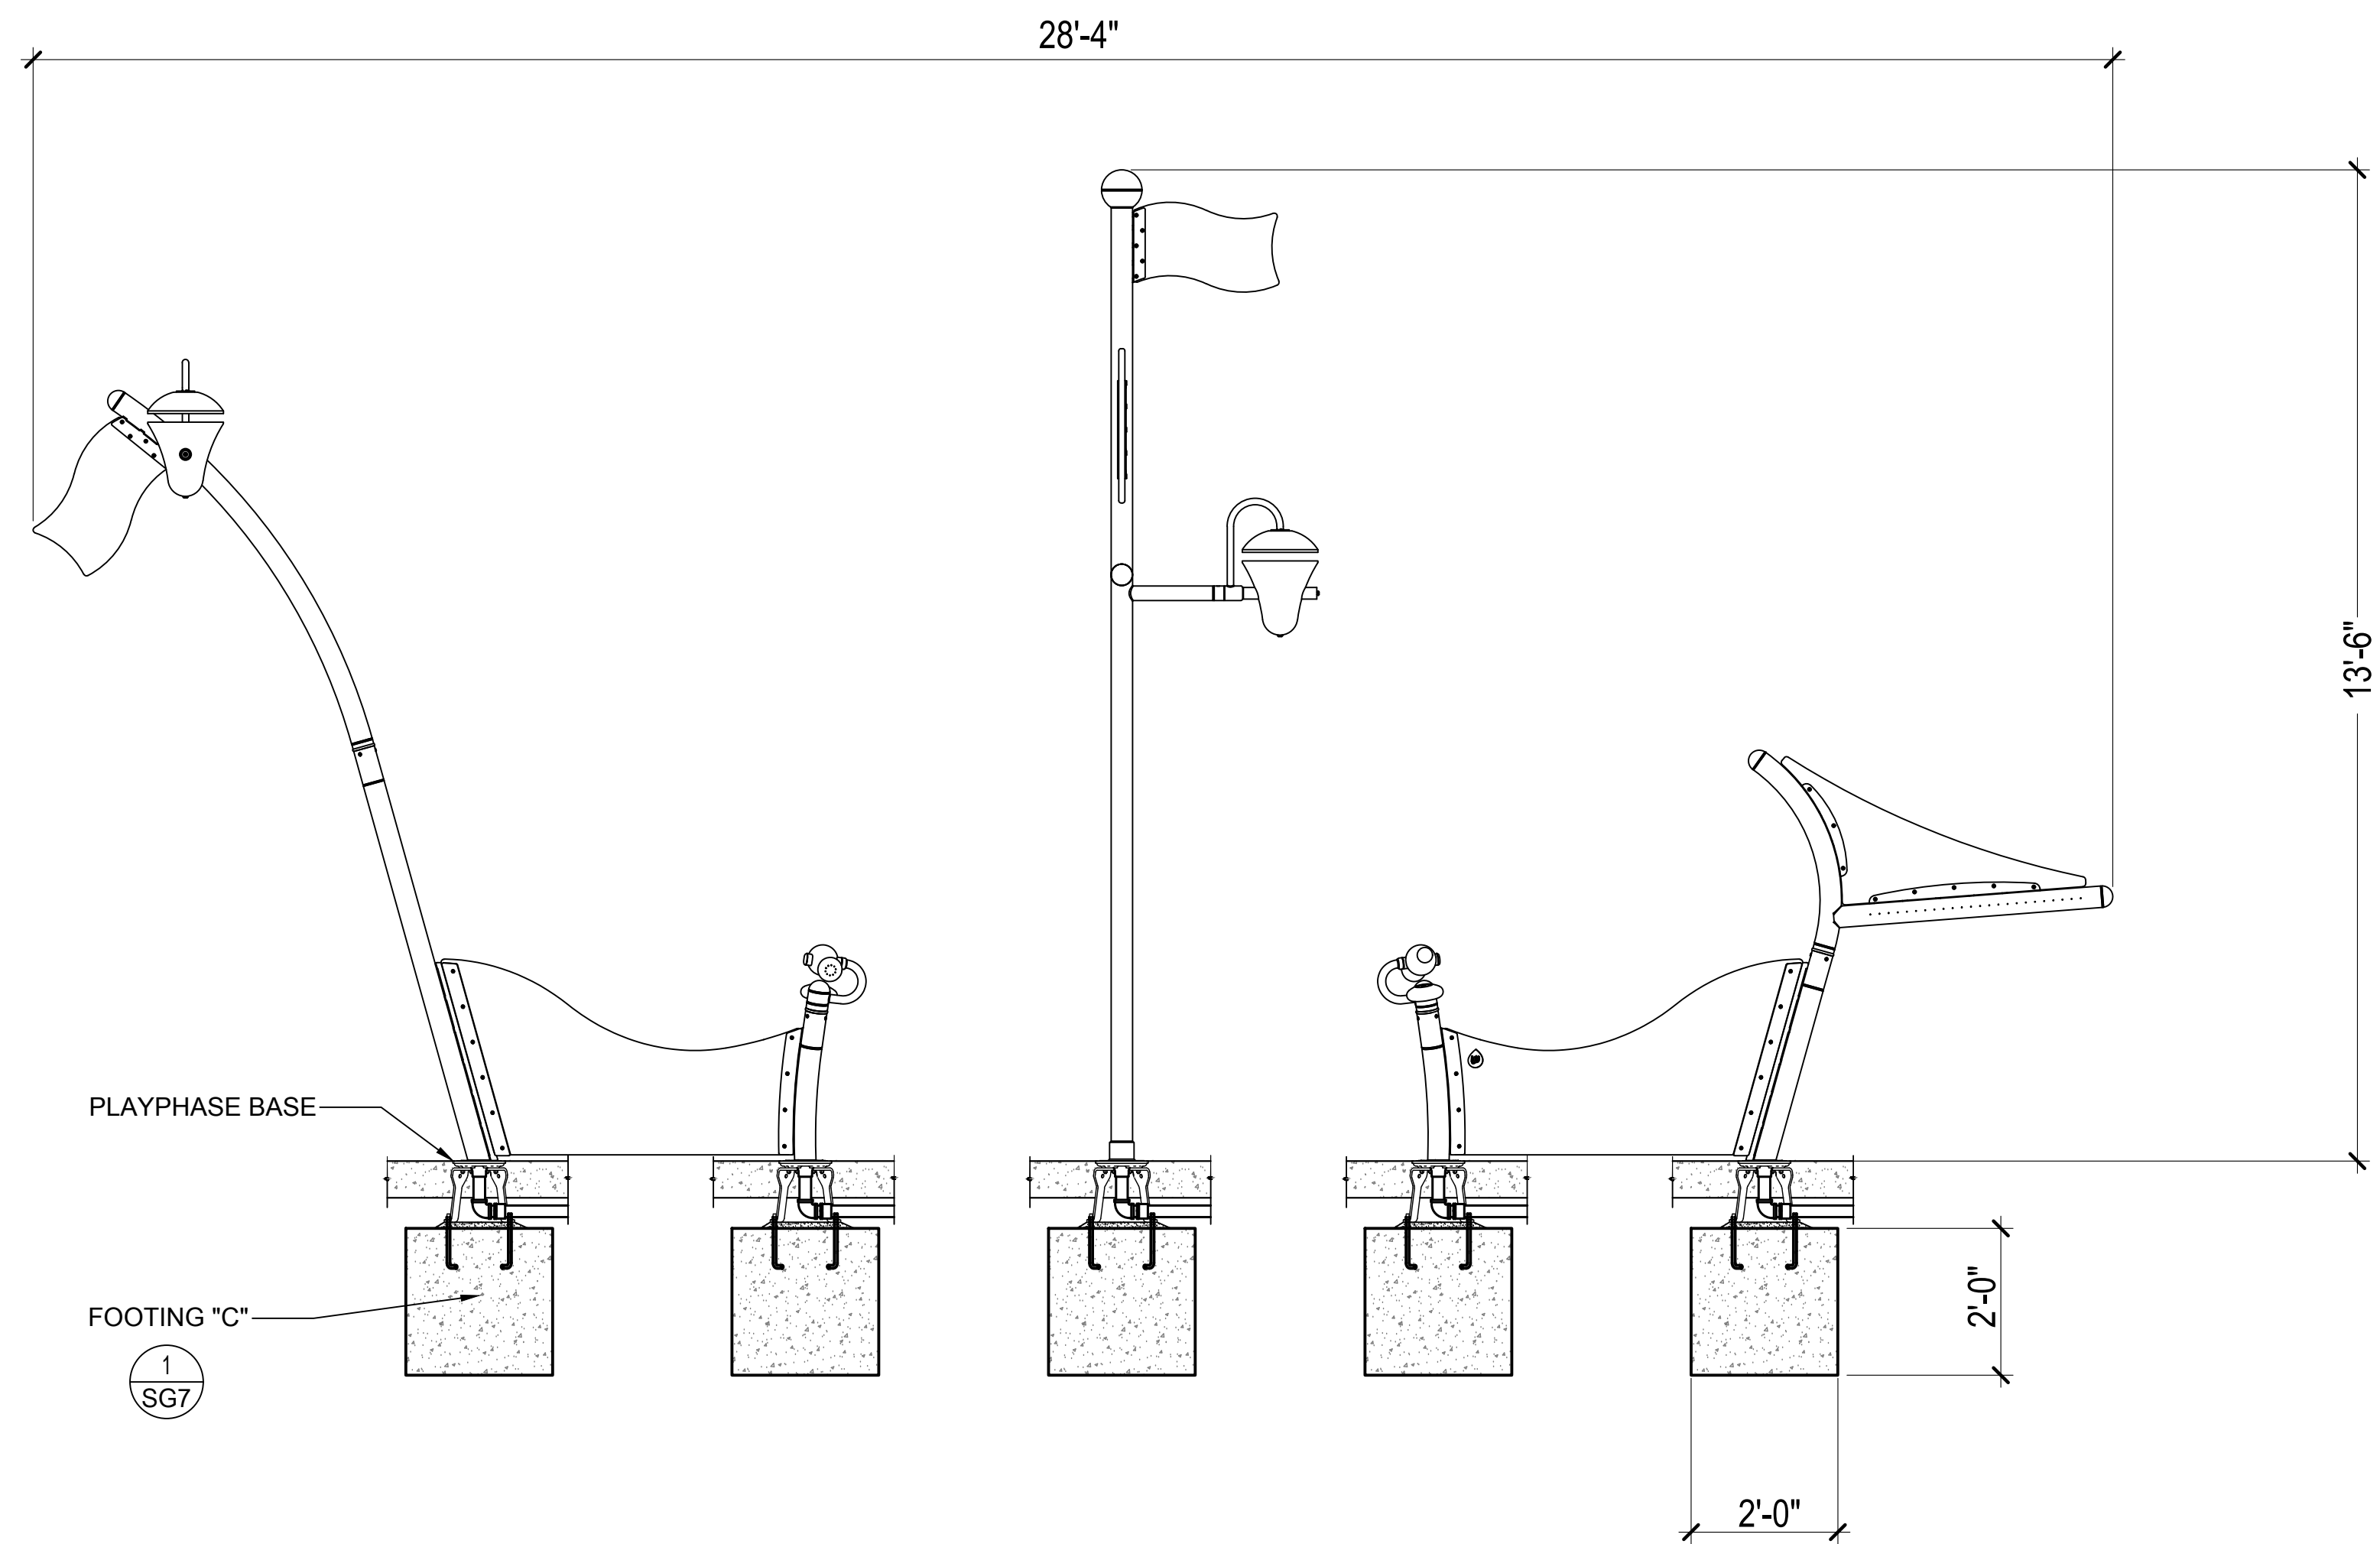 28'-4"
13'-6"
PLAYPHASE BASE
FOOTING "C"
1
SG7
2'-0"
2'-0"